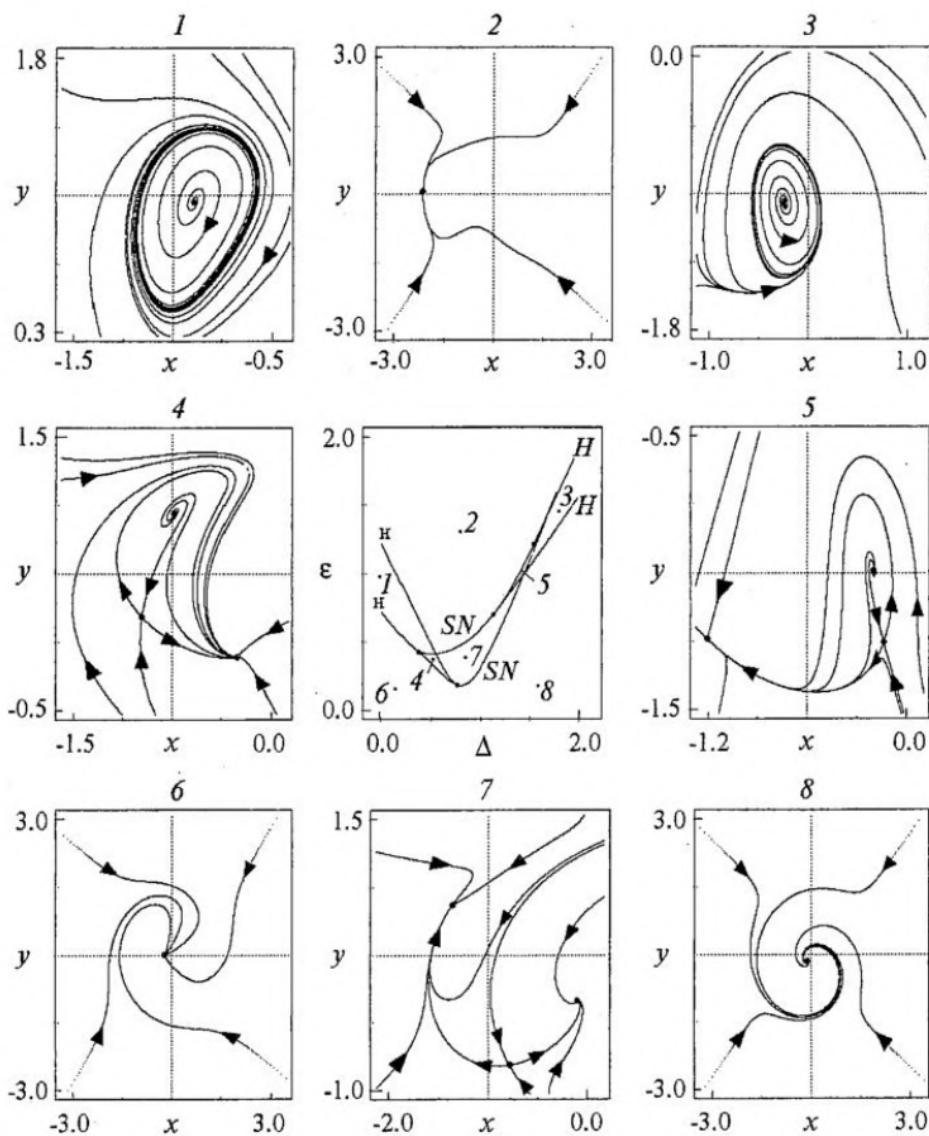 1 2 3
1.8 3.0 0.0
y y y
0.3 -3.0 -1.8
-1.5 x -0.5 -3.0 x 3.0 -1.0 x 1.0
4 5
1.5 2.0 H -0.5
H 3
H
.2
y ε .1 5 y
H
SN
.7
4 SN
6. .8
-0.5 0.0 -1.5
-1.5 x 0.0 0.0 Δ 2.0 -1.2 x 0.0
6 7 8
3.0 1.5 3.0
y y y
-3.0 -1.0 -3.0
-3.0 x 3.0 -2.0 x 0.0 -3.0 x 3.0